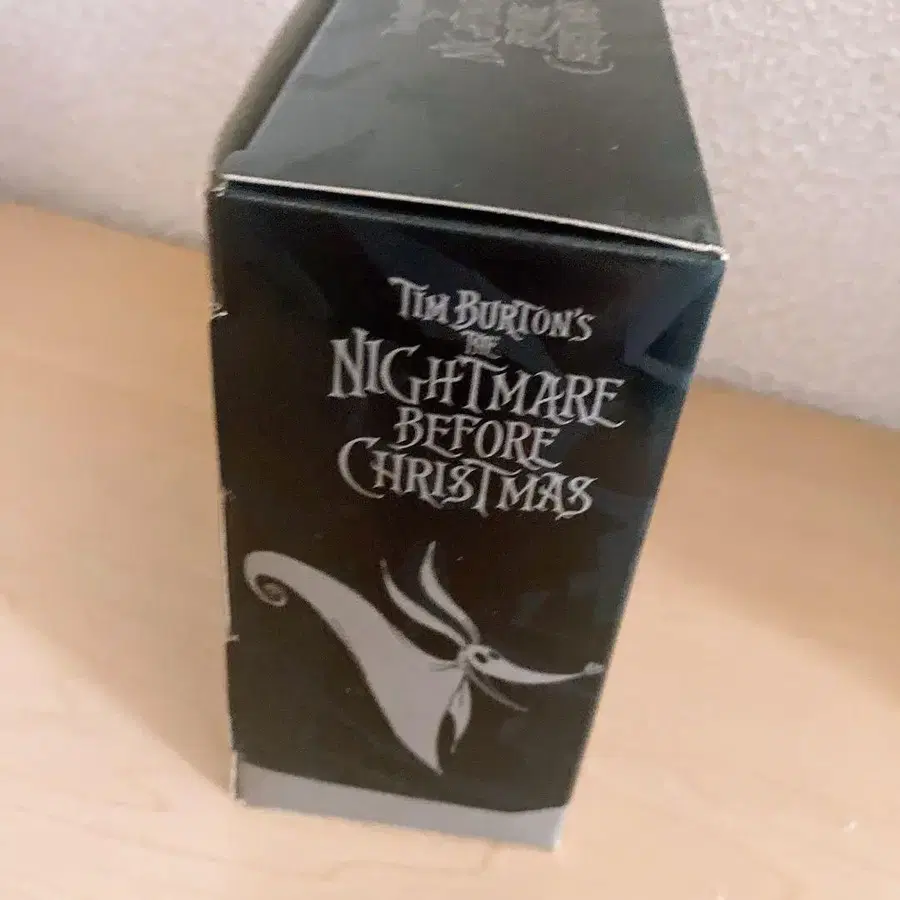 TIM BURTON'S
THE
NIGHTMARE
BEFORE
CHRISTMAS